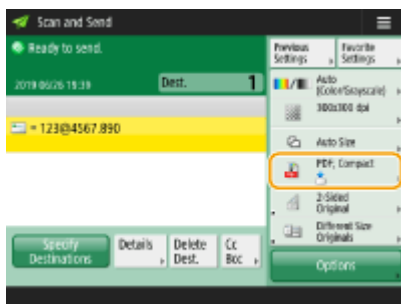 Scan and Send
Ready to send.
Previous Settings
Favorite Settings
2019 06/26 19:39
Dest. 1
Auto (Color/Grayscale)
300x300 dpi
= 123@4567.890
Auto Size
PDF; Compact
2-Sided Original
Different Size Originals
Specify Destinations
Details
Delete Dest.
Cc Bcc
Options